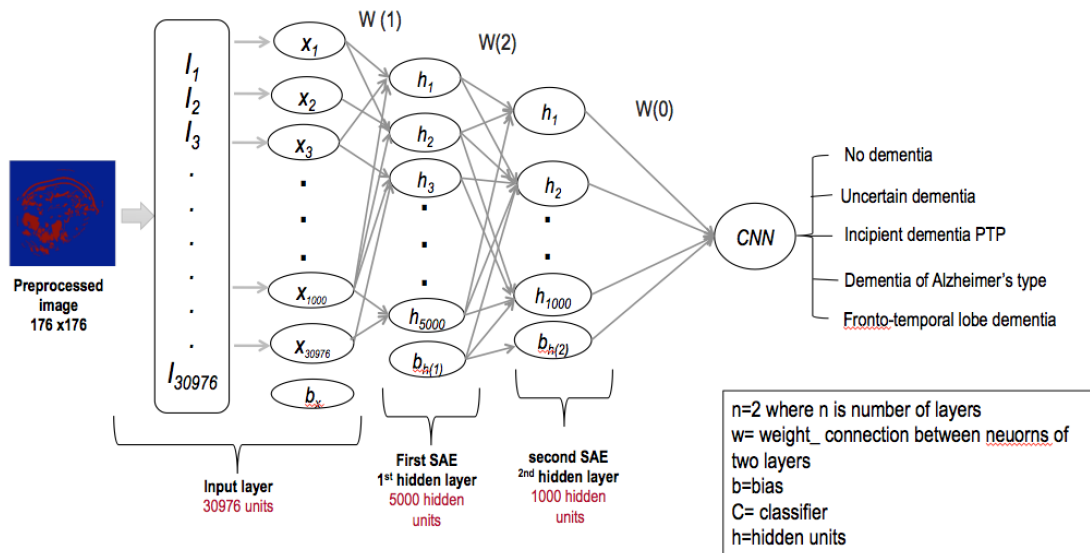 W (1)
W(2)
W(0)
I1
I2
I3
.
.
.
.
.
.
I30976
x1
x2
x3
.
.
.
x1000
x30976
bx
h1
h2
h3
.
.
.
h5000
bh(1)
h1
h2
.
.
h1000
bh(2)
CNN
No dementia
Uncertain dementia
Incipient dementia PTP
Dementia of Alzheimer's type
Fronto-temporal lobe dementia
Preprocessed
image
176 x176
Input layer
30976 units
First SAE
1st hidden layer
5000 hidden
units
second SAE
2nd hidden layer
1000 hidden
units
n=2 where n is number of layers
w= weight_ connection between neuorns of
two layers
b=bias
C= classifier
h=hidden units